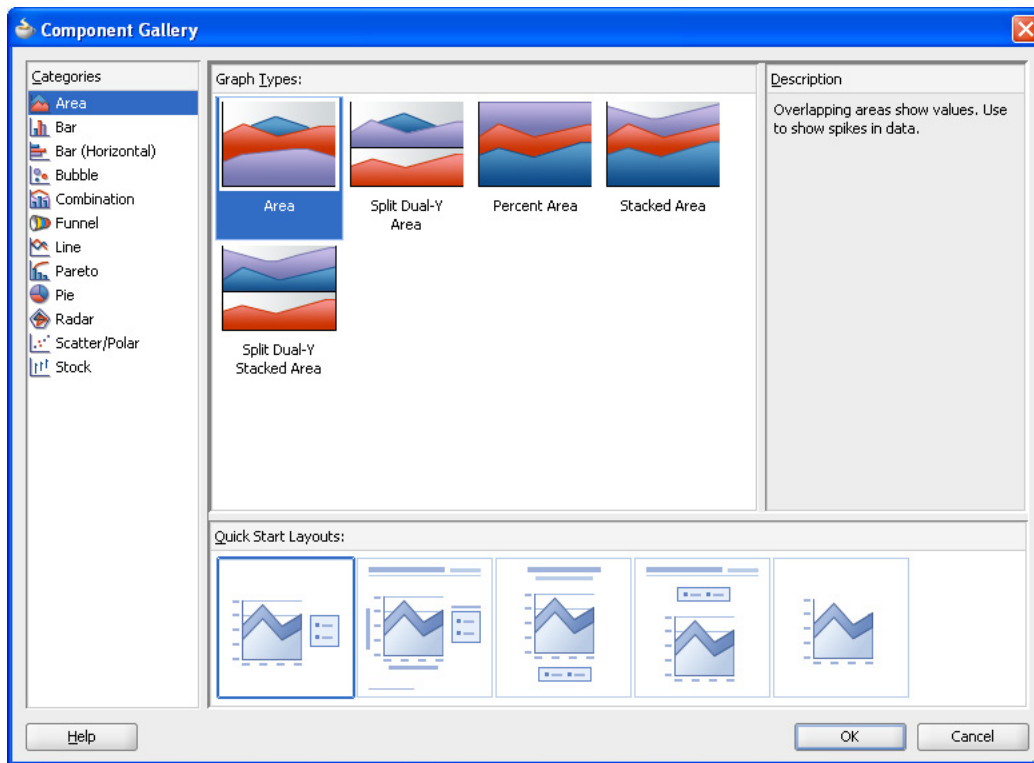 Component Gallery
Categories
Area
Bar
Bar (Horizontal)
Bubble
Combination
Funnel
Line
Pareto
Pie
Radar
Scatter/Polar
Stock
Graph Types:
Area
Split Dual-Y
Area
Percent Area
Stacked Area
Split Dual-Y
Stacked Area
Description
Overlapping areas show values. Use
to show spikes in data.
Quick Start Layouts:
Help
OK
Cancel